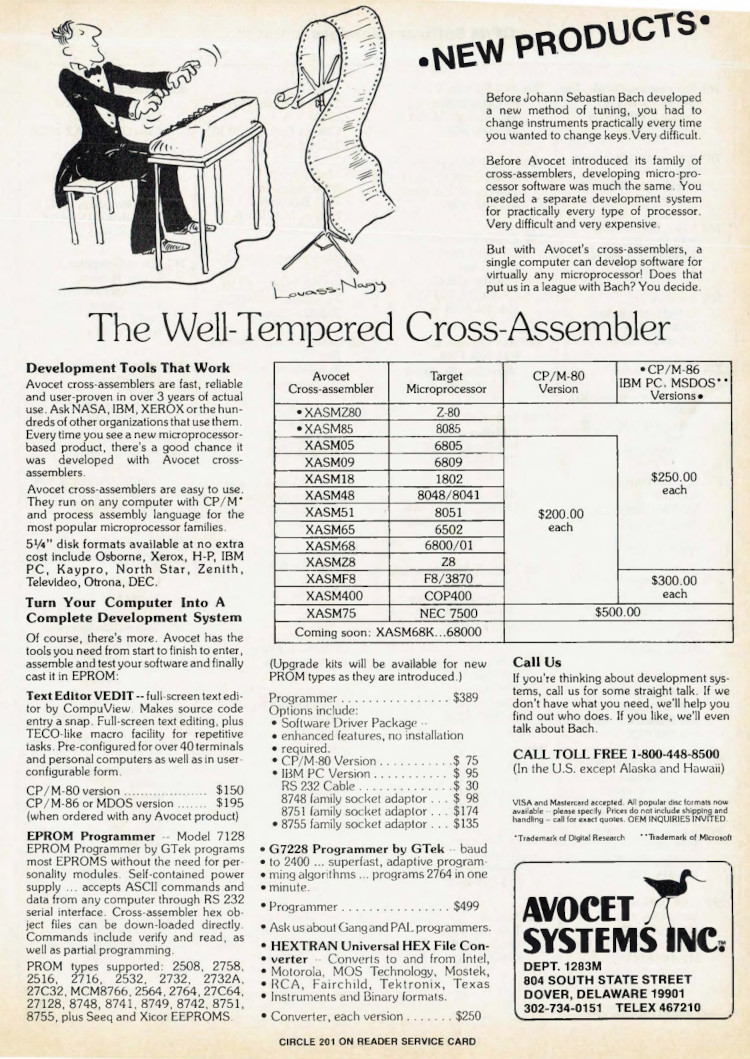 •NEW PRODUCTS•
Before Johann Sebastian Bach developed
a new method of tuning, you had to
change instruments practically every time
you wanted to change keys. Very difficult.
Before Avocet introduced its family of
cross-assemblers, developing micro-pro-
cessor software was much the same. You
needed a separate development system
for practically every type of processor.
Very difficult and very expensive.
But with Avocet's cross-assemblers, a
single computer can develop software for
virtually any microprocessor! Does that
put us in a league with Bach? You decide.
Lovass-Nagy
The Well-Tempered Cross-Assembler
Development Tools That Work
Avocet cross-assemblers are fast, reliable
and user-proven in over 3 years of actual
use. Ask NASA, IBM, XEROX or the hun-
dreds of other organizations that use them.
Every time you see a new microprocessor-
based product, there's a good chance it
was developed with Avocet cross-
assemblers.
Avocet cross-assemblers are easy to use.
They run on any computer with CP/M*
and process assembly language for the
most popular microprocessor families.
5¼" disk formats available at no extra
cost include Osborne, Xerox, H-P, IBM
PC, Kaypro, North Star, Zenith,
Televideo, Otrona, DEC.
Turn Your Computer Into A
Complete Development System
Of course, there's more. Avocet has the
tools you need from start to finish to enter,
assemble and test your software and finally
cast it in EPROM:
Text Editor VEDIT -- full-screen text edi-
tor by CompuView. Makes source code
entry a snap. Full-screen text editing, plus
TECO-like macro facility for repetitive
tasks. Pre-configured for over 40 terminals
and personal computers as well as in user-
configurable form.
CP/M-80 version .................... $150
CP/M-86 or MDOS version ....... $195
(when ordered with any Avocet product)
EPROM Programmer -- Model 7128
EPROM Programmer by GTek programs
most EPROMS without the need for per-
sonality modules. Self-contained power
supply ... accepts ASCII commands and
data from any computer through RS 232
serial interface. Cross-assembler hex ob-
ject files can be down-loaded directly.
Commands include verify and read, as
well as partial programming.
PROM types supported: 2508, 2758,
2516, 2716, 2532, 2732, 2732A,
27C32, MCM8766, 2564, 2764, 27C64,
27128, 8748, 8741, 8749, 8742, 8751,
8755, plus Seeq and Xicor EEPROMS.
Avocet Cross-assembler Target Microprocessor CP/M-80 Version •CP/M-86 IBM PC, MSDOS** Versions•
•XASMZ80 Z-80
•XASM85 8085
XASM05 6805
XASM09 6809
XASM18 1802
XASM48 8048/8041
XASM51 8051
XASM65 6502
XASM68 6800/01
XASMZ8 Z8
XASMF8 F8/3870
XASM400 COP400
XASM75 NEC 7500
$200.00
each
$250.00
each
$300.00
each
$500.00
Coming soon: XASM68K...68000
(Upgrade kits will be available for new
PROM types as they are introduced.)
Programmer ................ $389
Options include:
• Software Driver Package --
• enhanced features, no installation
• required.
• CP/M-80 Version ........... $ 75
• IBM PC Version ........... $ 95
RS 232 Cable ............. $ 30
8748 family socket adaptor ... $ 98
8751 family socket adaptor ... $174
• 8755 family socket adaptor ... $135
• G7228 Programmer by GTek -- baud
• to 2400 ... superfast, adaptive program-
• ming algorithms ... programs 2764 in one
• minute.
• Programmer ................ $499
• Ask us about Gang and PAL programmers.
• HEXTRAN Universal HEX File Con-
• verter -- Converts to and from Intel,
• Motorola, MOS Technology, Mostek,
• RCA, Fairchild, Tektronix, Texas
• Instruments and Binary formats.
• Converter, each version ....... $250
Call Us
If you're thinking about development sys-
tems, call us for some straight talk. If we
don't have what you need, we'll help you
find out who does. If you like, we'll even
talk about Bach.
CALL TOLL FREE 1-800-448-8500
(In the U.S. except Alaska and Hawaii)
VISA and Mastercard accepted. All popular disc formats now
available -- please specify. Prices do not include shipping and
handling -- call for exact quotes. OEM INQUIRIES INVITED.
*Trademark of Digital Research **Trademark of Microsoft
AVOCET
SYSTEMS INC.™
DEPT. 1283M
804 SOUTH STATE STREET
DOVER, DELAWARE 19901
302-734-0151 TELEX 467210
CIRCLE 201 ON READER SERVICE CARD